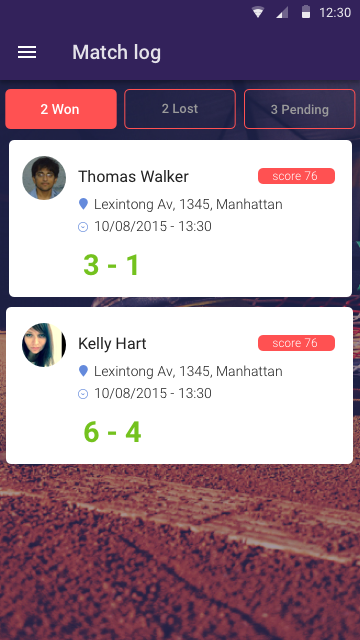 12:30
Match log
2 Won
2 Lost
3 Pending
Thomas Walker
score 76
Lexintong Av, 1345, Manhattan
10/08/2015 - 13:30
3 - 1
Kelly Hart
score 76
Lexintong Av, 1345, Manhattan
10/08/2015 - 13:30
6 - 4